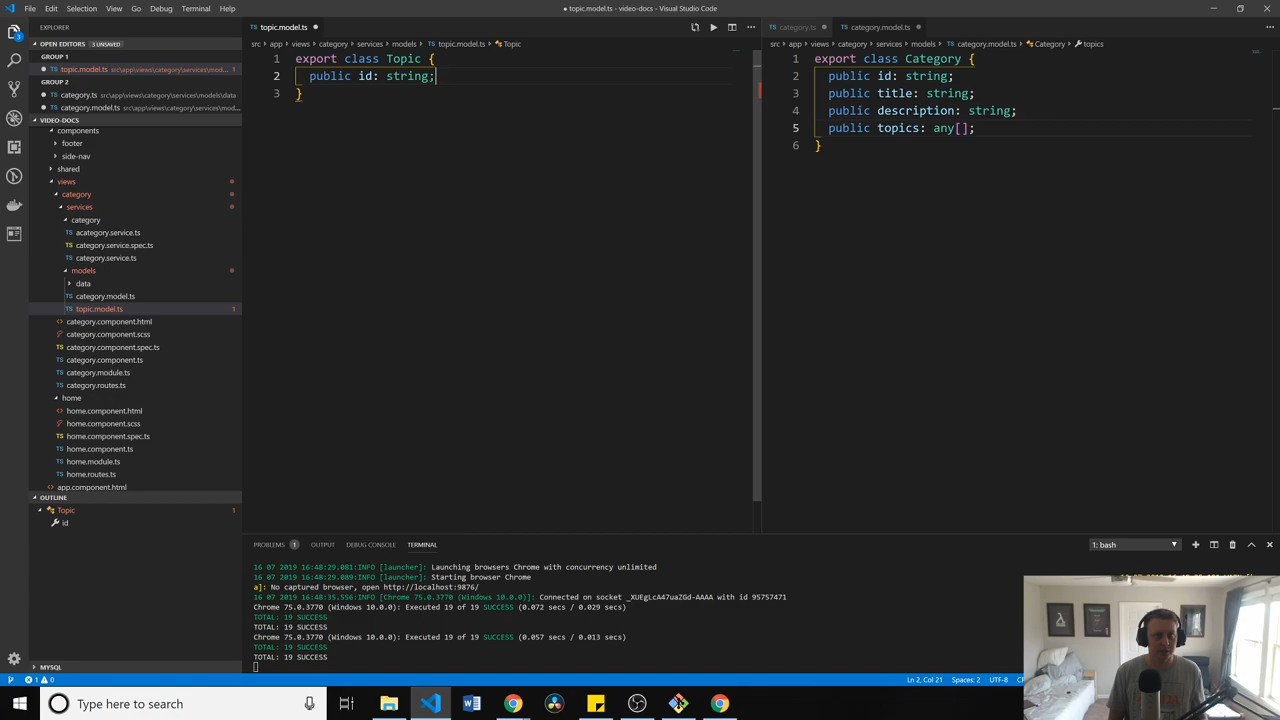 File Edit Selection View Go Debug Terminal Help
● topic.model.ts - video-docs - Visual Studio Code
EXPLORER
OPEN EDITORS 3 UNSAVED
GROUP 1
topic.model.ts src\app\views\category\services\mod... 1
GROUP 2
category.ts src\app\views\category\services\models\data
category.model.ts src\app\views\category\services\mod...
VIDEO-DOCS
components
footer
side-nav
shared
views
category
services
category
acategory.service.ts
category.service.spec.ts
category.service.ts
models
data
category.model.ts
topic.model.ts 1
category.component.html
category.component.scss
category.component.spec.ts
category.component.ts
category.module.ts
category.routes.ts
home
home.component.html
home.component.scss
home.component.spec.ts
home.component.ts
home.module.ts
home.routes.ts
app.component.html
OUTLINE
Topic 1
id
MYSQL
topic.model.ts
src > app > views > category > services > models > topic.model.ts > Topic
1 export class Topic {
2 public id: string;
3 }
category.ts category.model.ts
src > app > views > category > services > models > category.model.ts > Category > topics
1 export class Category {
2 public id: string;
3 public title: string;
4 public description: string;
5 public topics: any[];
6 }
PROBLEMS 1 OUTPUT DEBUG CONSOLE TERMINAL
1: bash
16 07 2019 16:48:29.081:INFO [launcher]: Launching browsers Chrome with concurrency unlimited
16 07 2019 16:48:29.089:INFO [launcher]: Starting browser Chrome
a]: No captured browser, open http://localhost:9876/
16 07 2019 16:48:35.556:INFO [Chrome 75.0.3770 (Windows 10.0.0)]: Connected on socket _XUEgLcA47uaZGd-AAAA with id 95757471
Chrome 75.0.3770 (Windows 10.0.0): Executed 19 of 19 SUCCESS (0.072 secs / 0.029 secs)
TOTAL: 19 SUCCESS
TOTAL: 19 SUCCESS
Chrome 75.0.3770 (Windows 10.0.0): Executed 19 of 19 SUCCESS (0.057 secs / 0.013 secs)
TOTAL: 19 SUCCESS
TOTAL: 19 SUCCESS
1 0
Ln 2, Col 21 Spaces: 2 UTF-8
Type here to search